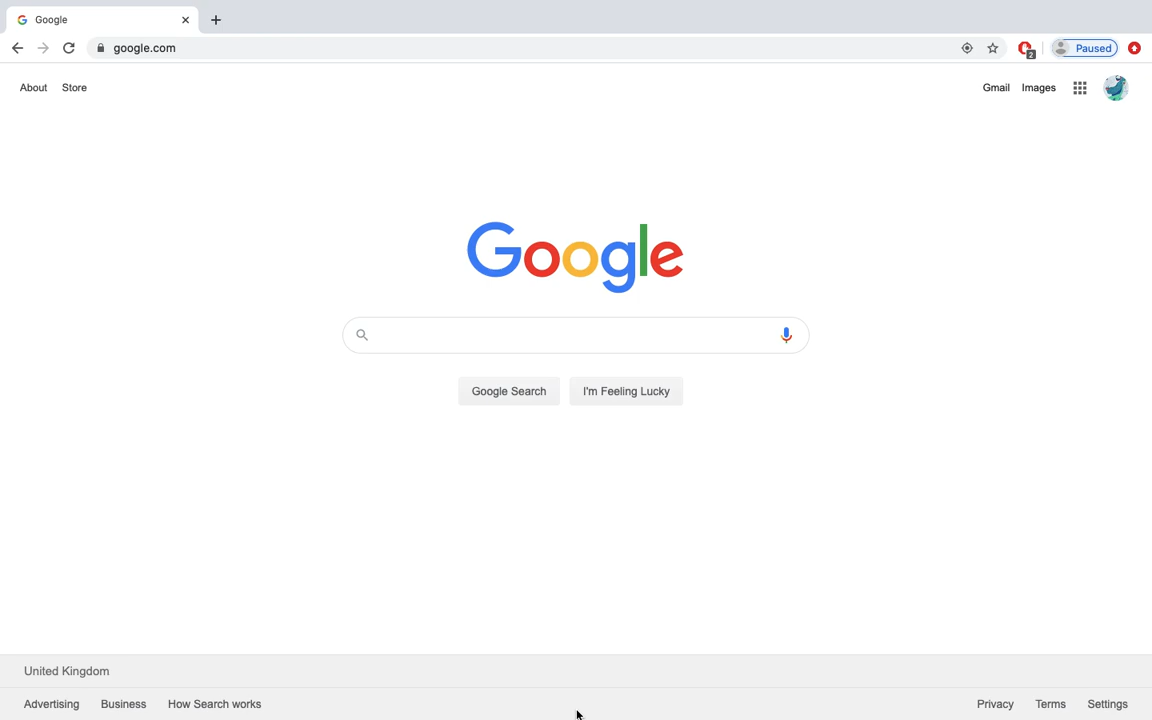 Google
google.com
2
Paused
About Store
Gmail Images
Google
Google Search I'm Feeling Lucky
United Kingdom
Advertising Business How Search works
Privacy Terms Settings